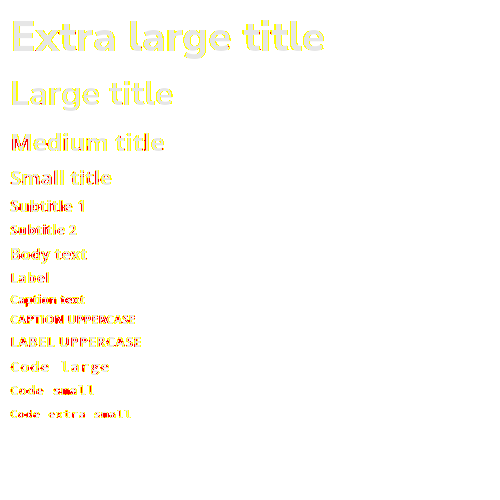 Extra large title
Large title
Medium title
Small title
Subtitle 1
Subtitle 2
Body text
Label
Caption text
CAPTION UPPERCASE
LABEL UPPERCASE
Code Large
Code small
Code extra small